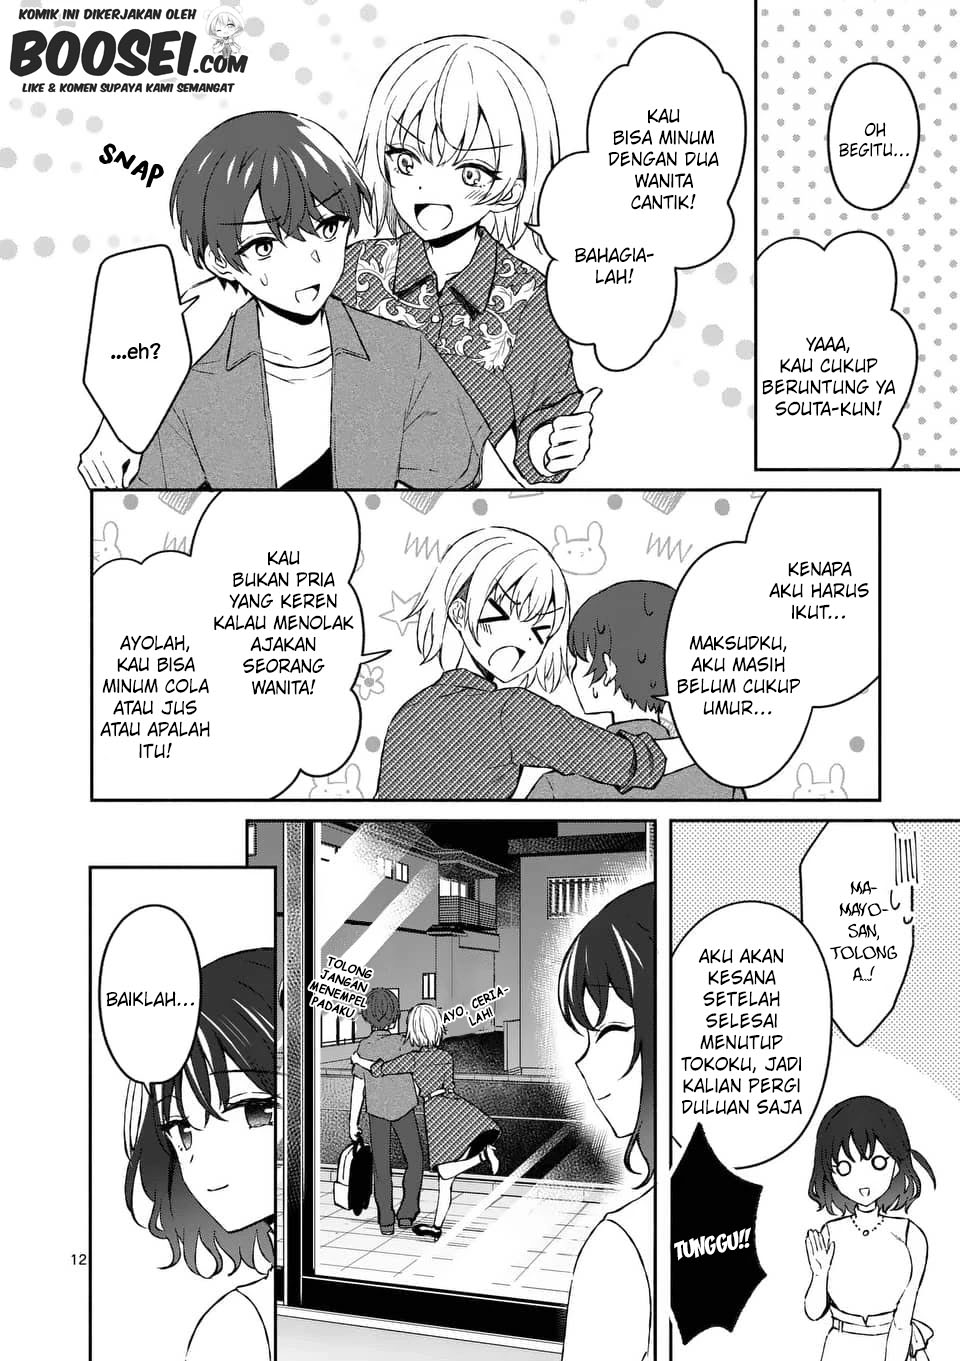 KOMIK INI DIKERJAKAN OLEH
BOOSEI.COM
LIKE & KOMEN SUPAYA KAMI SEMANGAT
OH
BEGITU...
YAAA,
KAU CUKUP
BERUNTUNG YA
SOUTA-KUN!
KAU
BISA MINUM
DENGAN DUA
WANITA
CANTIK!
BAHAGIA-
LAH!
SNAP
...eh?
KENAPA
AKU HARUS
IKUT...
MAKSUDKU,
AKU MASIH
BELUM CUKUP
UMUR...
KAU
BUKAN PRIA
YANG KEREN
KALAU MENOLAK
AJAKAN
SEORANG
WANITA!
AYOLAH,
KAU BISA
MINUM COLA
ATAU JUS
ATAU APALAH
ITU!
MA-
MAYO-
SAN,
TOLONG
A..!
AKU AKAN
KESANA
SETELAH
SELESAI
MENUTUP
TOKOKU, JADI
KALIAN PERGI
DULUAN SAJA
TUNGGU!!
TOLONG
JANGAN
MENEMPEL
PADAKU
AYO, CERIA-
LAH!
BAIKLAH...
12